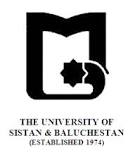 THE UNIVERSITY OF
SISTAN & BALUCHESTAN
(ESTABLISHED 1974)